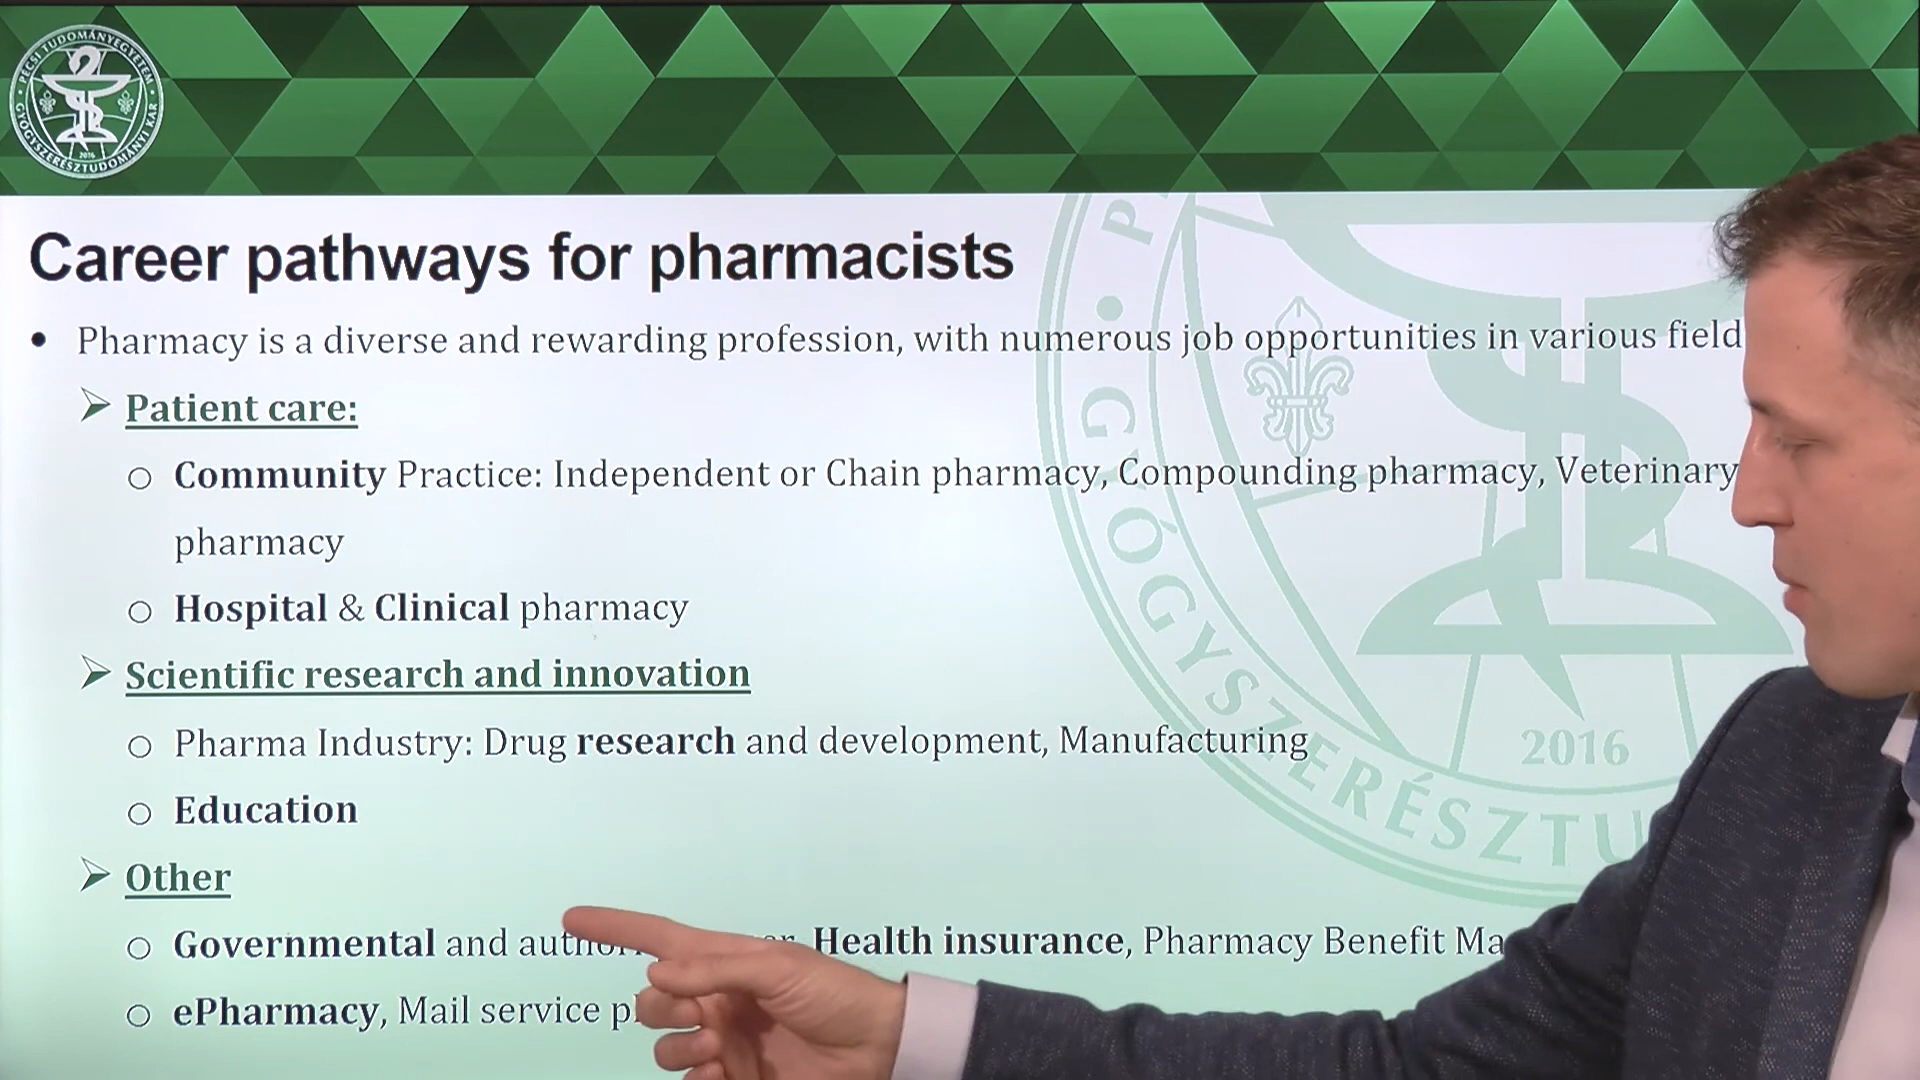 PÉCSI TUDOMÁNYEGYETEM
GYÓGYSZERÉSZTUDOMÁNYI KAR
2016
Career pathways for pharmacists
• Pharmacy is a diverse and rewarding profession, with numerous job opportunities in various field
➢ Patient care:
○ Community Practice: Independent or Chain pharmacy, Compounding pharmacy, Veterinary
pharmacy
○ Hospital & Clinical pharmacy
➢ Scientific research and innovation
○ Pharma Industry: Drug research and development, Manufacturing
○ Education
➢ Other
○ Governmental and Health insurance, Pharmacy Benefit
○ ePharmacy, Mail service
2016